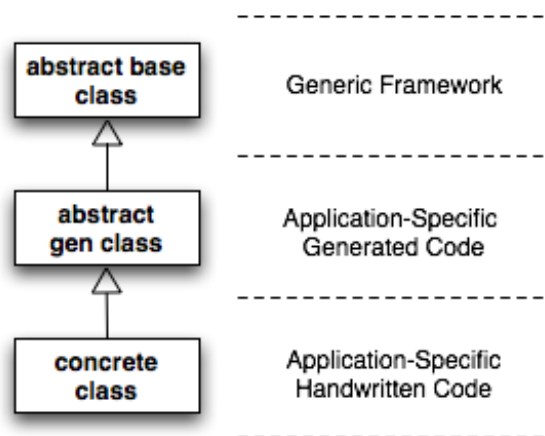 abstract base
class
Generic Framework
abstract
gen class
Application-Specific
Generated Code
concrete
class
Application-Specific
Handwritten Code